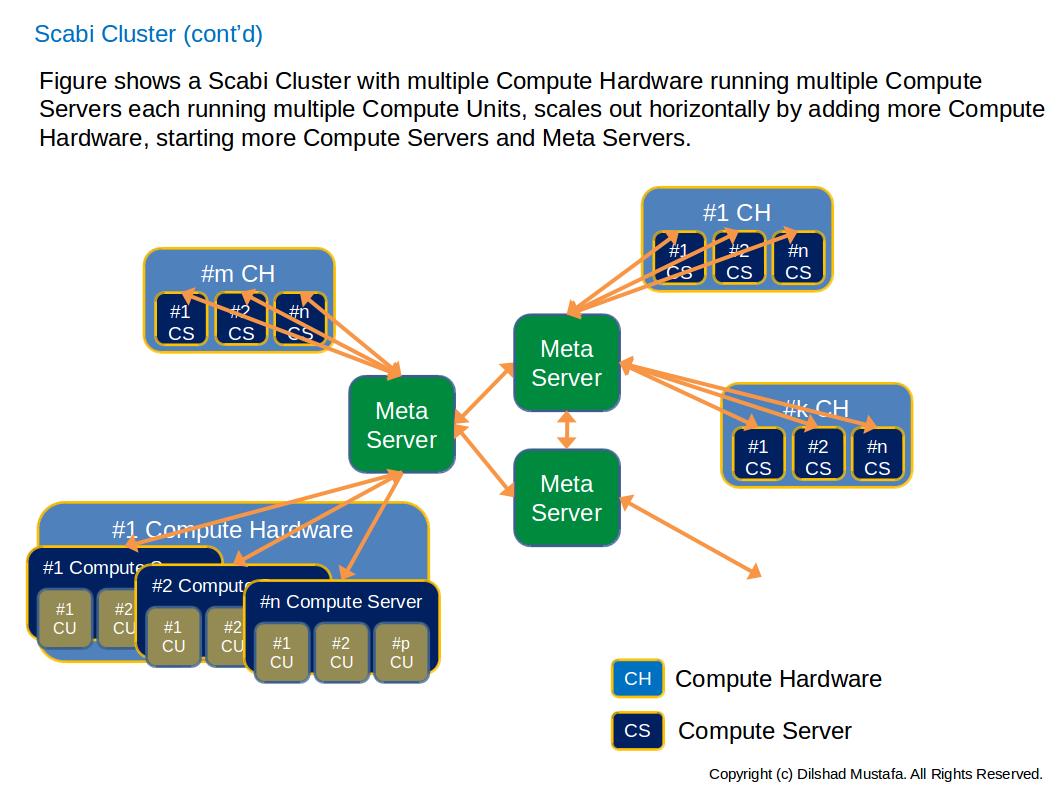 Scabi Cluster (cont'd)
Figure shows a Scabi Cluster with multiple Compute Hardware running multiple Compute
Servers each running multiple Compute Units, scales out horizontally by adding more Compute
Hardware, starting more Compute Servers and Meta Servers.
#1 CH
#1
CS
#2
CS
#n
CS
#m CH
#1
CS
#2
CS
#n
CS
Meta
Server
Meta
Server
#k CH
#1
CS
#2
CS
#n
CS
Meta
Server
#1 Compute Hardware
#1 Compute S
#1
CU
#2
CU
#2 Compute
#1
CU
#2
CU
#n Compute Server
#1
CU
#2
CU
#p
CU
CH Compute Hardware
CS Compute Server
Copyright (c) Dilshad Mustafa. All Rights Reserved.